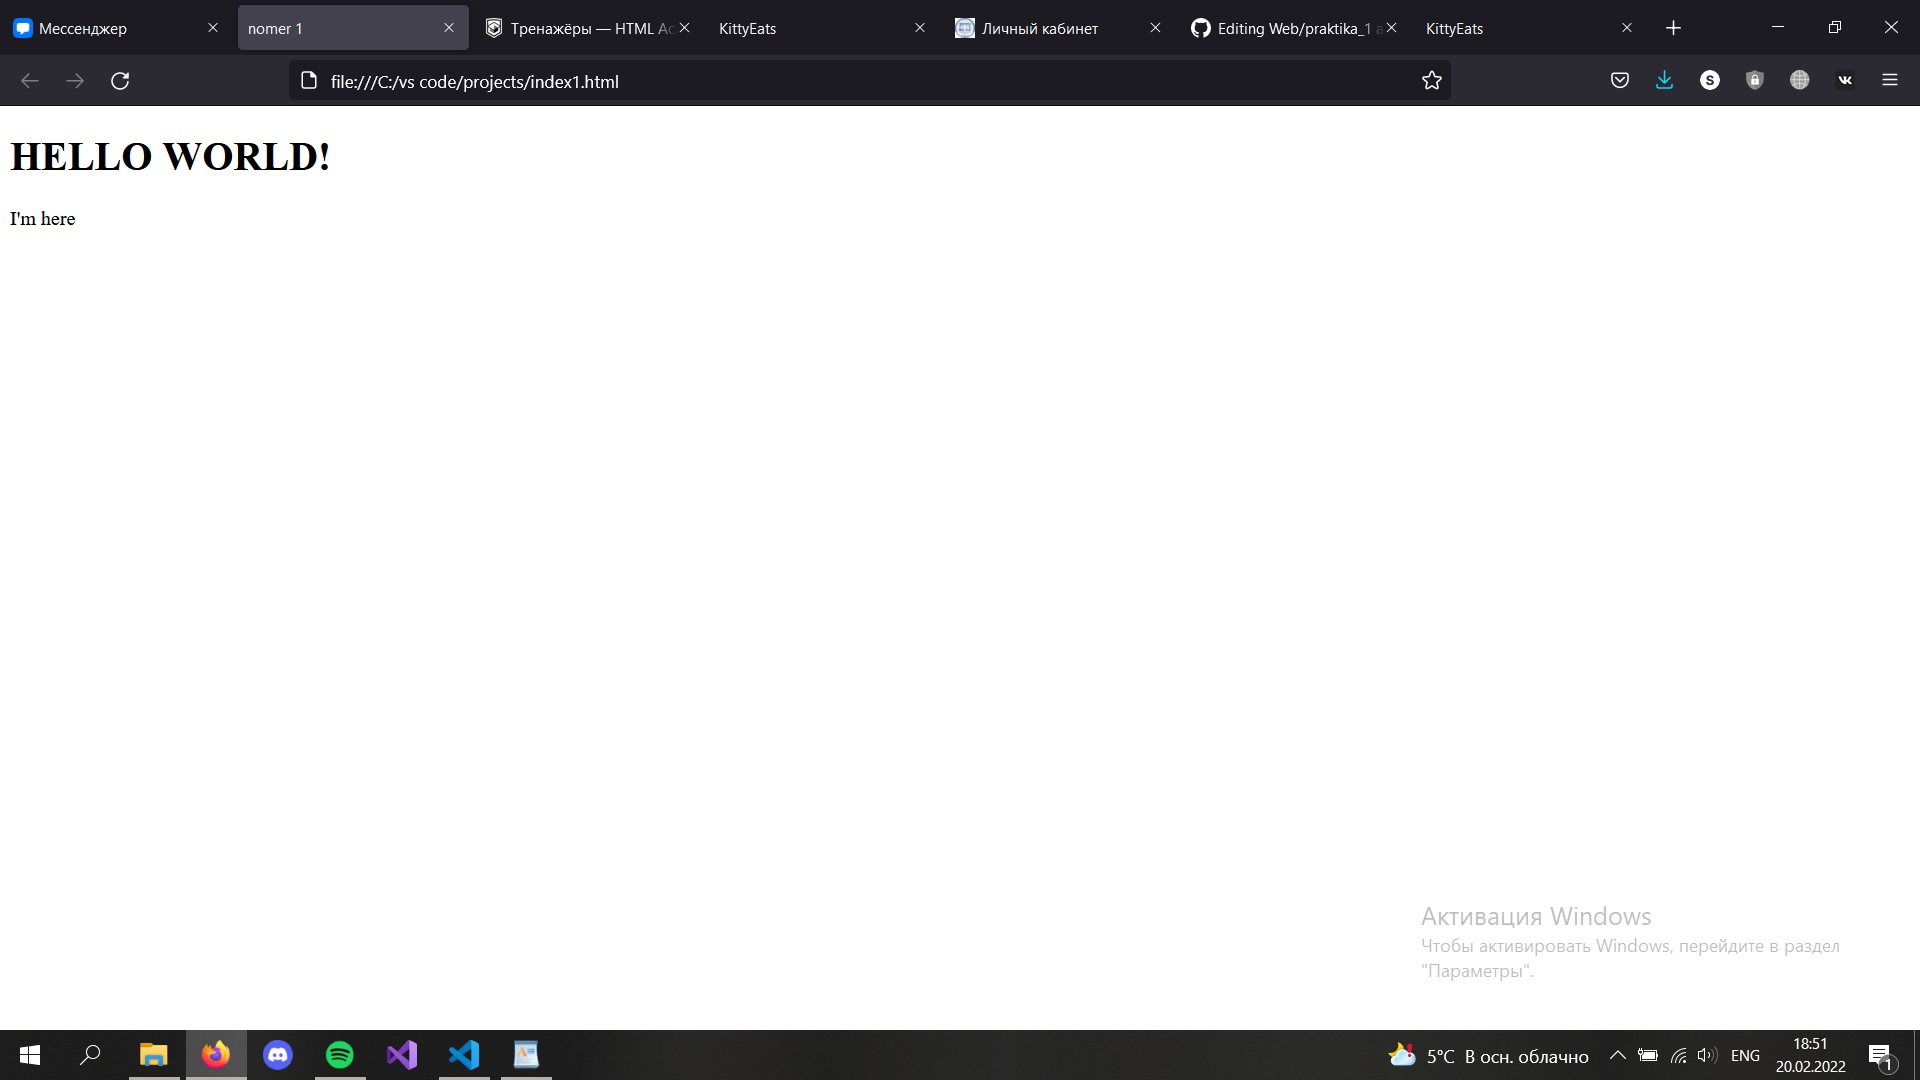 Мессенджер
nomer 1
Тренажёры — HTML Ac
KittyEats
Личный кабинет
Editing Web/praktika_1 a
KittyEats
file:///C:/vs code/projects/index1.html
HELLO WORLD!
I'm here
Активация Windows
Чтобы активировать Windows, перейдите в раздел
"Параметры".
5°C В осн. облачно
ENG
18:51
20.02.2022
1